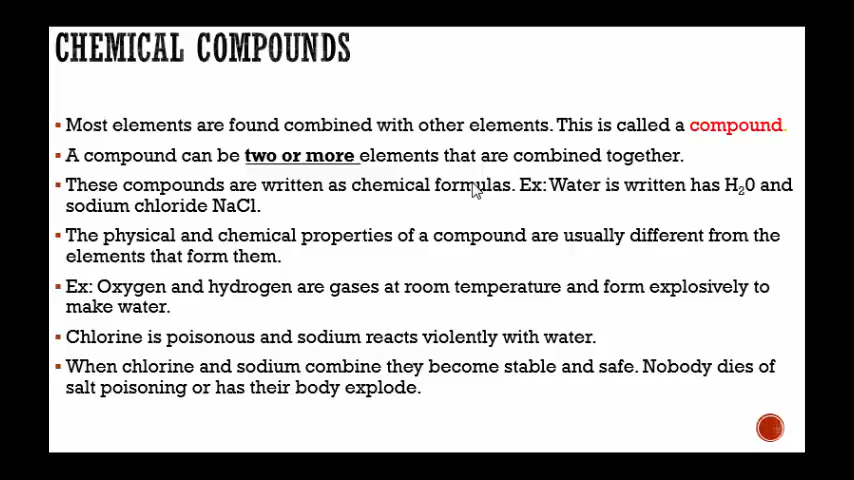 CHEMICAL COMPOUNDS
▪ Most elements are found combined with other elements. This is called a compound.
▪ A compound can be two or more elements that are combined together.
▪ These compounds are written as chemical formulas. Ex: Water is written has H₂0 and
sodium chloride NaCl.
▪ The physical and chemical properties of a compound are usually different from the
elements that form them.
▪ Ex: Oxygen and hydrogen are gases at room temperature and form explosively to
make water.
▪ Chlorine is poisonous and sodium reacts violently with water.
▪ When chlorine and sodium combine they become stable and safe. Nobody dies of
salt poisoning or has their body explode.